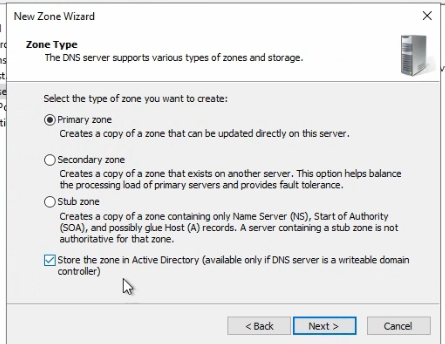 New Zone Wizard
Zone Type
The DNS server supports various types of zones and storage.
Select the type of zone you want to create:
Primary zone
Creates a copy of a zone that can be updated directly on this server.
Secondary zone
Creates a copy of a zone that exists on another server. This option helps balance
the processing load of primary servers and provides fault tolerance.
Stub zone
Creates a copy of a zone containing only Name Server (NS), Start of Authority
(SOA), and possibly glue Host (A) records. A server containing a stub zone is not
authoritative for that zone.
Store the zone in Active Directory (available only if DNS server is a writeable domain
controller)
< Back
Next >
Cancel